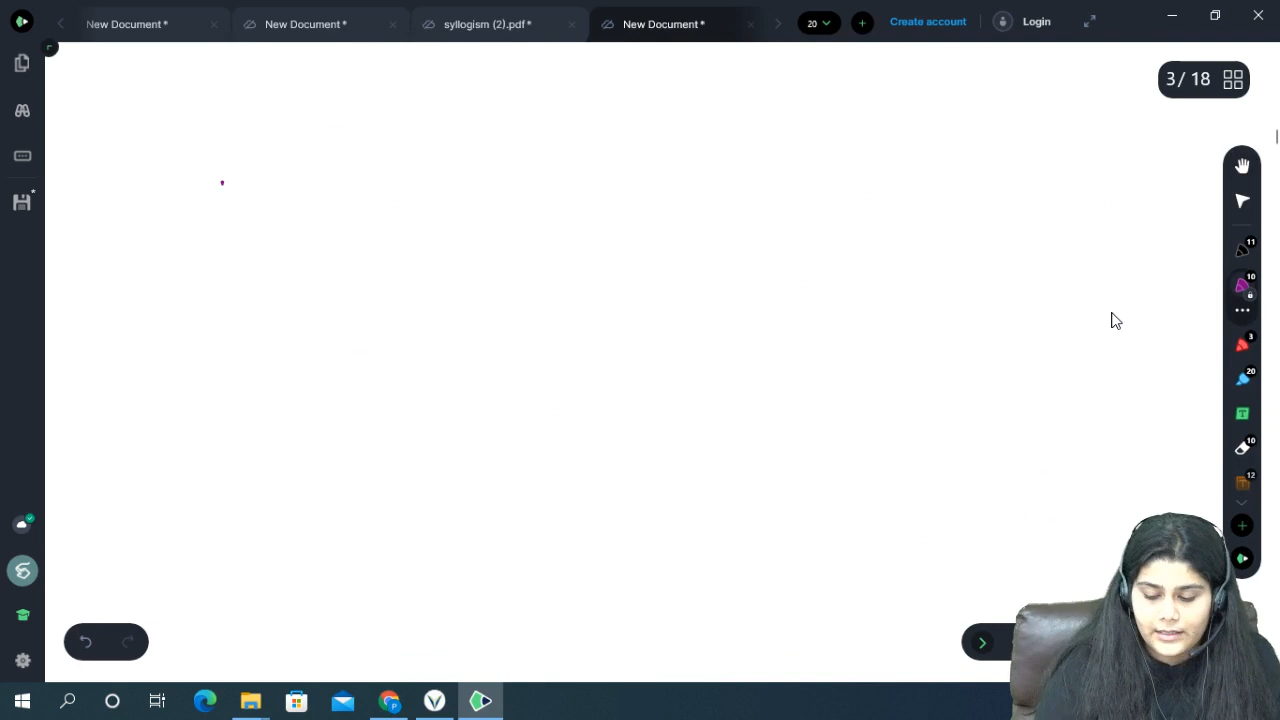 New Document *
New Document *
syllogism (2).pdf *
New Document *
20
Create account
Login
3/ 18
11
10
3
20
T
10
12